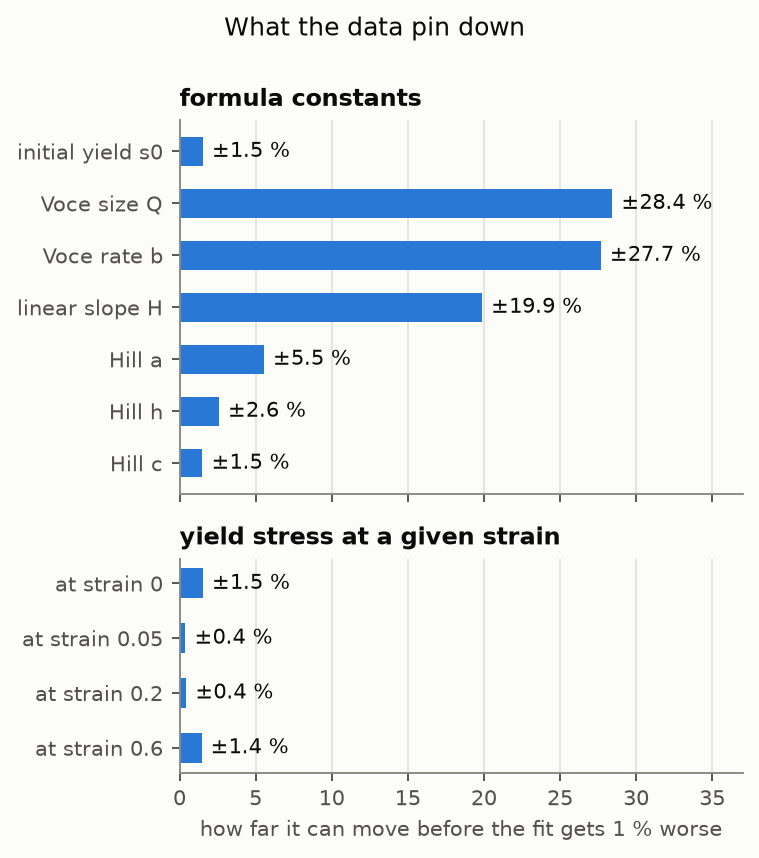 What the data pin down
formula constants
initial yield s0
±1.5 %
Voce size Q
±28.4 %
Voce rate b
±27.7 %
linear slope H
±19.9 %
Hill a
±5.5 %
Hill h
±2.6 %
Hill c
±1.5 %
yield stress at a given strain
at strain 0
±1.5 %
at strain 0.05
±0.4 %
at strain 0.2
±0.4 %
at strain 0.6
±1.4 %
0 5 10 15 20 25 30 35
how far it can move before the fit gets 1 % worse